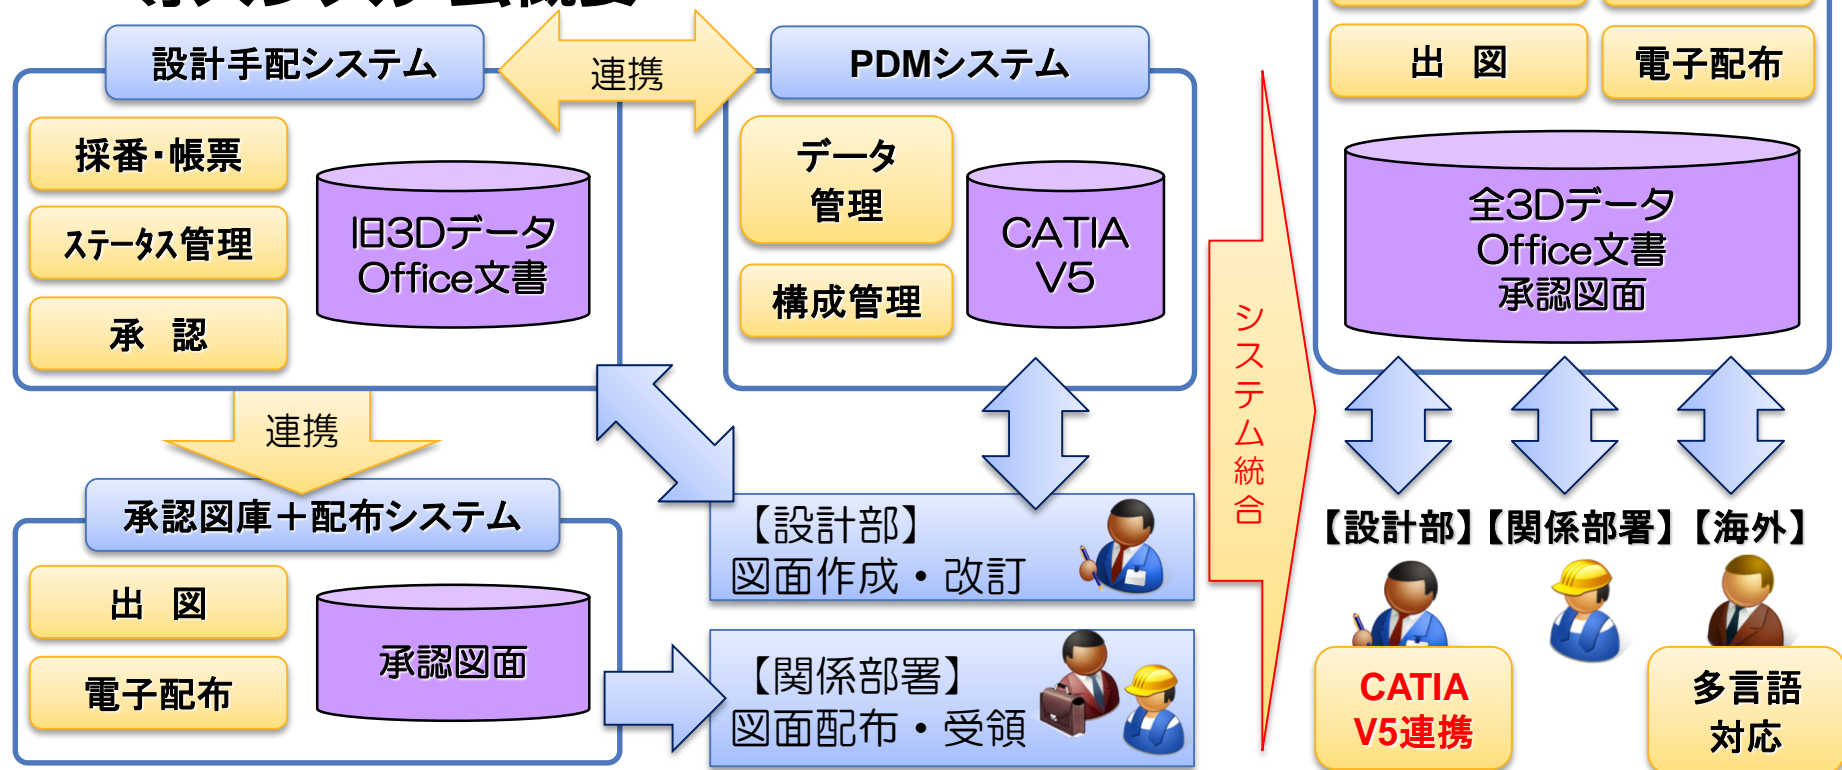 設計手配システム
連携
PDMシステム
採番・帳票
ステータス管理
承 認
旧3Dデータ
Office文書
データ
管理
構成管理
CATIA
V5
連携
承認図庫+配布システム
出 図
電子配布
承認図面
【設計部】
図面作成・改訂
【関係部署】
図面配布・受領
システム統合
出 図
電子配布
全3Dデータ
Office文書
承認図面
【設計部】
【関係部署】
【海外】
CATIA
V5連携
多言語
対応